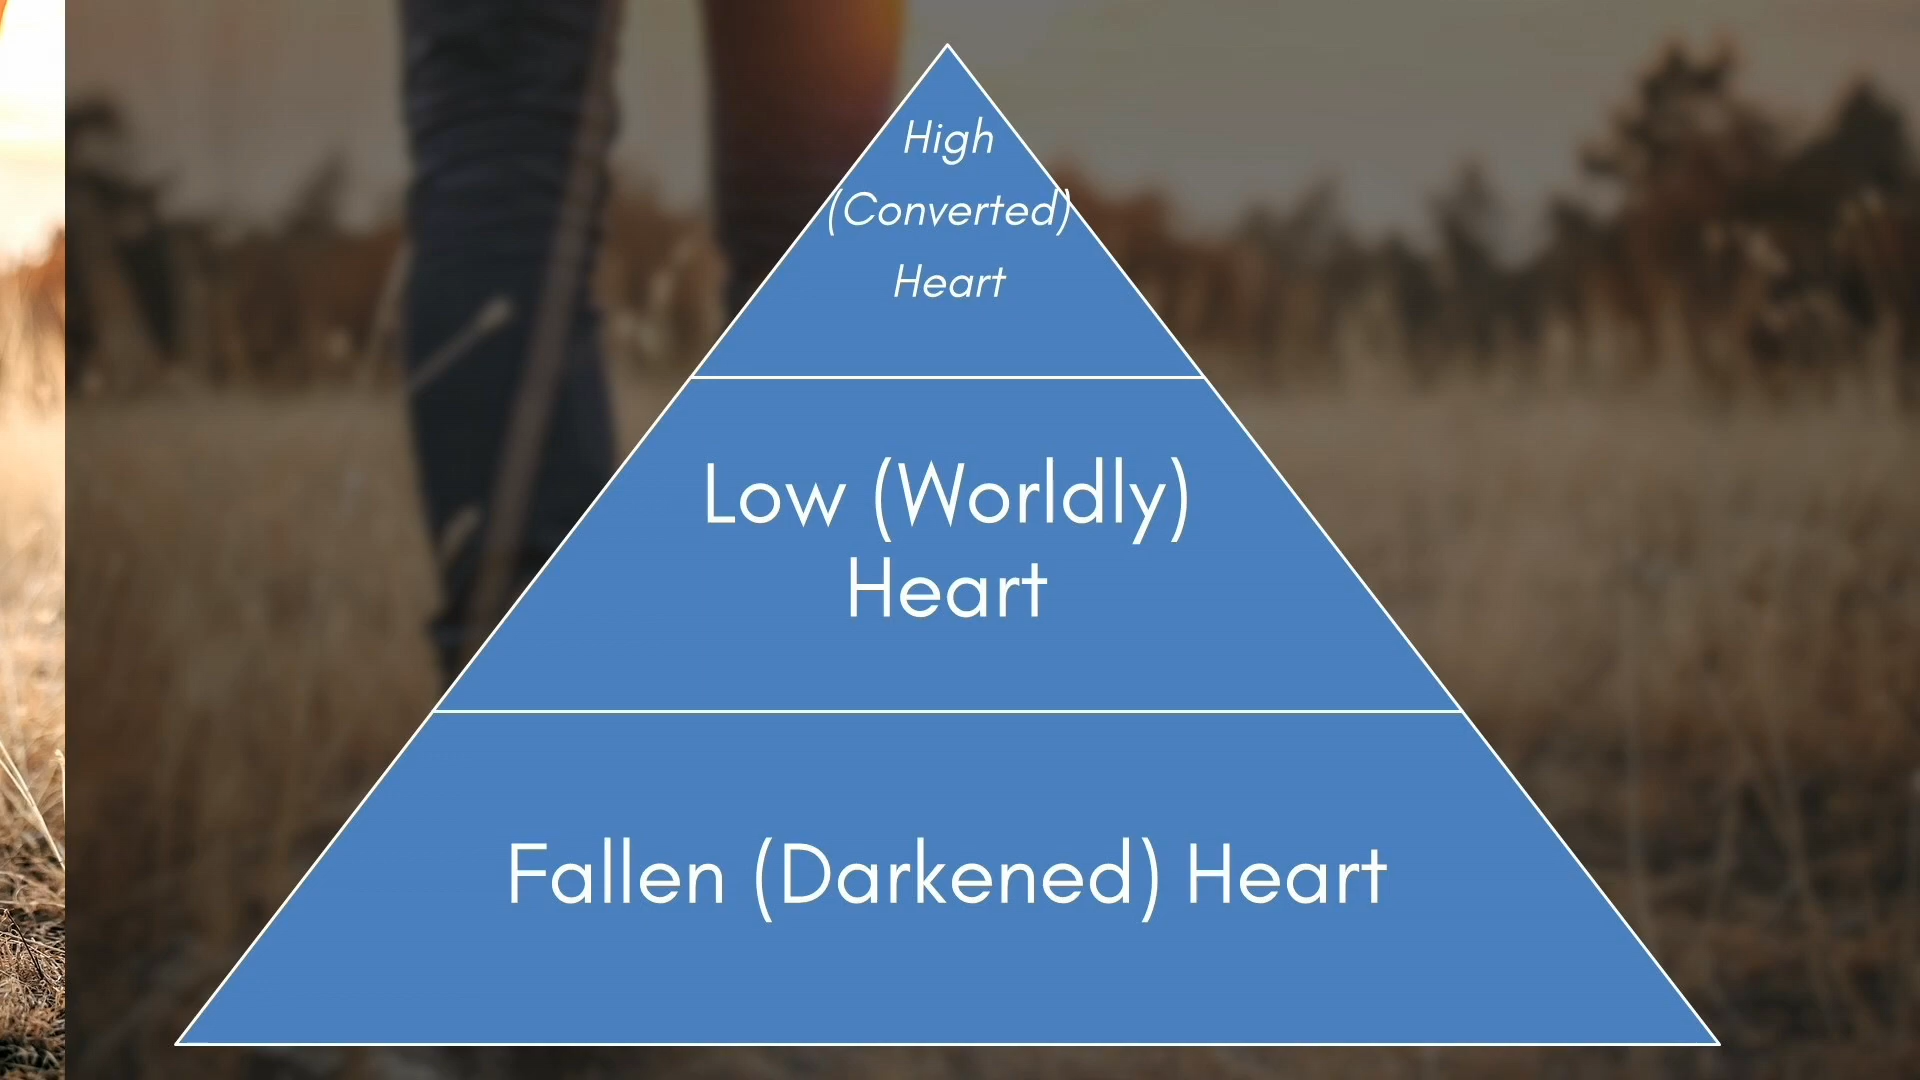 High
(Converted)
Heart
Low (Worldly)
Heart
Fallen (Darkened) Heart